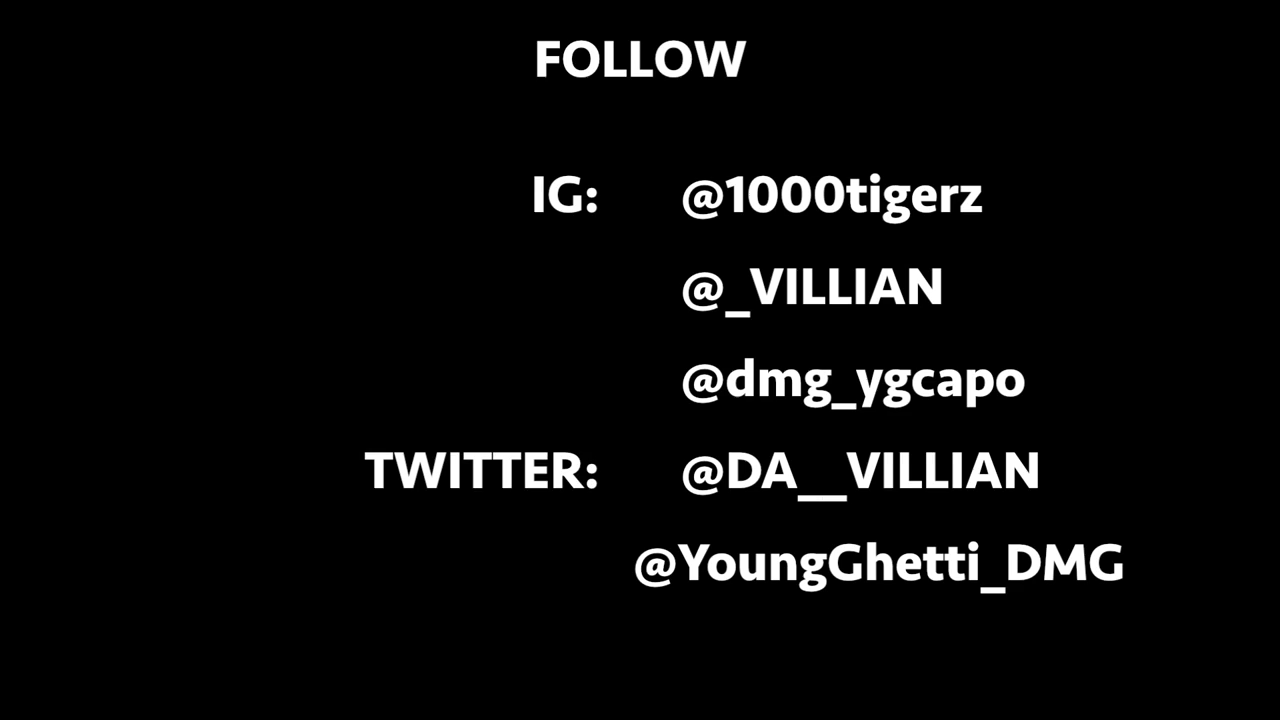 FOLLOW
IG: @1000tigerz
@_VILLIAN
@dmg_ygcapo
TWITTER: @DA__VILLIAN
@YoungGhetti_DMG